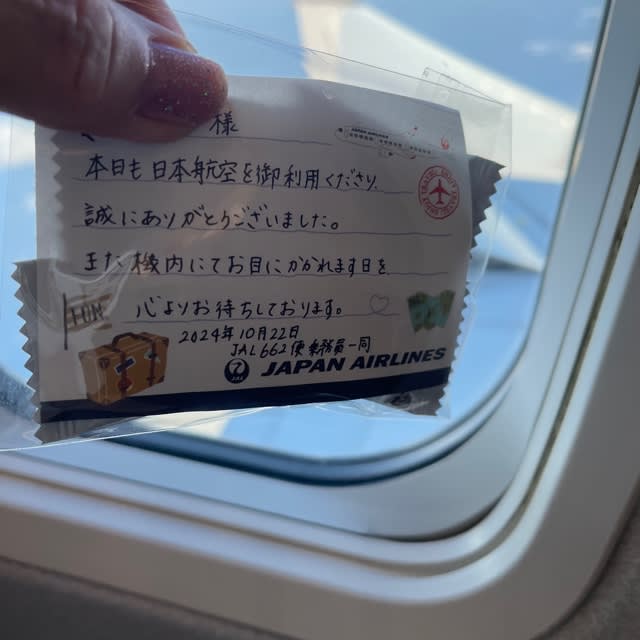 様
本日も日本航空を御利用くださり、
誠にありがとうございました。
また機内にてお目にかかれます日を
心よりお待ちしております。♡
2024年10月22日
JAL662便乗務員一同
JAPAN AIRLINES